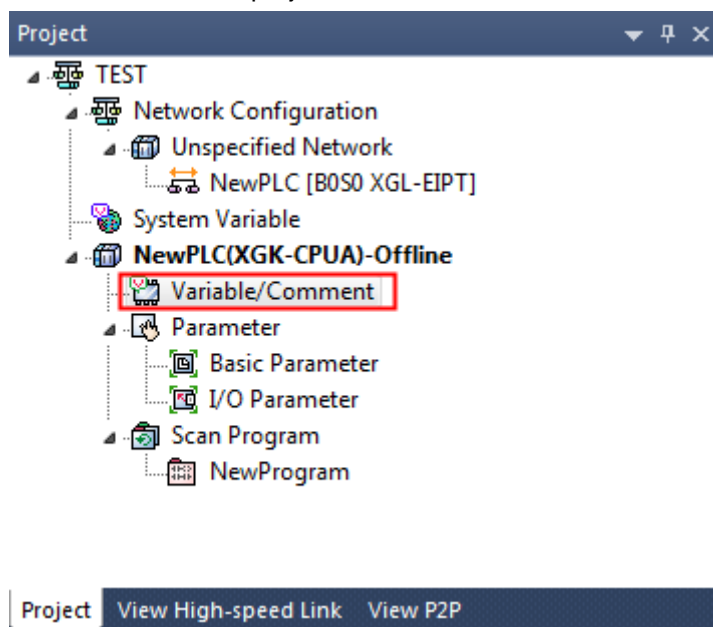 Project
TEST
Network Configuration
Unspecified Network
NewPLC [B0S0 XGL-EIPT]
System Variable
NewPLC(XGK-CPUA)-Offline
Variable/Comment
Parameter
Basic Parameter
I/O Parameter
Scan Program
NewProgram
Project View High-speed Link View P2P